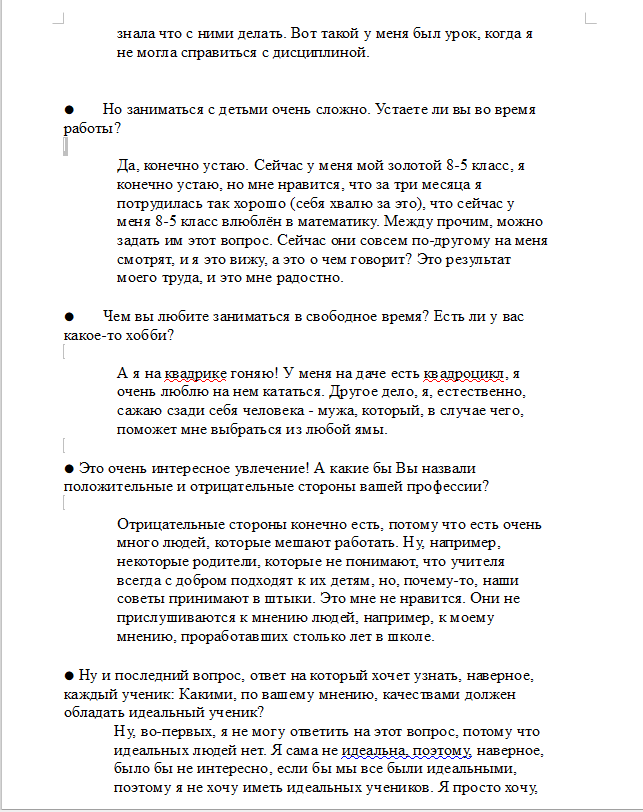 знала что с ними делать. Вот такой у меня был урок, когда я
не могла справиться с дисциплиной.
● Но заниматься с детьми очень сложно. Устаете ли вы во время
работы?
Да, конечно устаю. Сейчас у меня мой золотой 8-5 класс, я
конечно устаю, но мне нравится, что за три месяца я
потрудилась так хорошо (себя хвалю за это), что сейчас у
меня 8-5 класс влюблён в математику. Между прочим, можно
задать им этот вопрос. Сейчас они совсем по-другому на меня
смотрят, и я это вижу, а это о чем говорит? Это результат
моего труда, и это мне радостно.
● Чем вы любите заниматься в свободное время? Есть ли у вас
какое-то хобби?
А я на квадрике гоняю! У меня на даче есть квадроцикл, я
очень люблю на нем кататься. Другое дело, я, естественно,
сажаю сзади себя человека - мужа, который, в случае чего,
поможет мне выбраться из любой ямы.
● Это очень интересное увлечение! А какие бы Вы назвали
положительные и отрицательные стороны вашей профессии?
Отрицательные стороны конечно есть, потому что есть очень
много людей, которые мешают работать. Ну, например,
некоторые родители, которые не понимают, что учителя
всегда с добром подходят к их детям, но, почему-то, наши
советы принимают в штыки. Это мне не нравится. Они не
прислушиваются к мнению людей, например, к моему
мнению, проработавших столько лет в школе.
● Ну и последний вопрос, ответ на который хочет узнать, наверное,
каждый ученик: Какими, по вашему мнению, качествами должен
обладать идеальный ученик?
Ну, во-первых, я не могу ответить на этот вопрос, потому что
идеальных людей нет. Я сама не идеальна, поэтому, наверное,
было бы не интересно, если бы мы все были идеальными,
поэтому я не хочу иметь идеальных учеников. Я просто хочу,